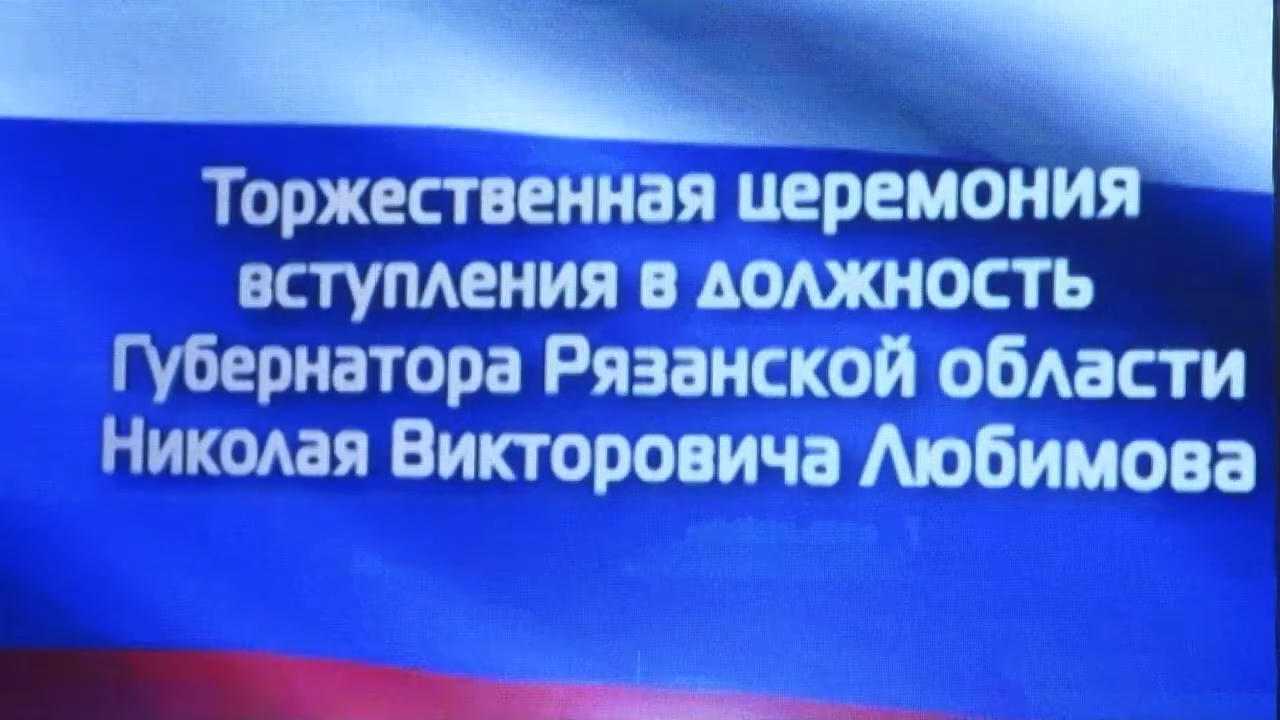 Торжественная церемония
вступления в должность
Губернатора Рязанской области
Николая Викторовича Любимова